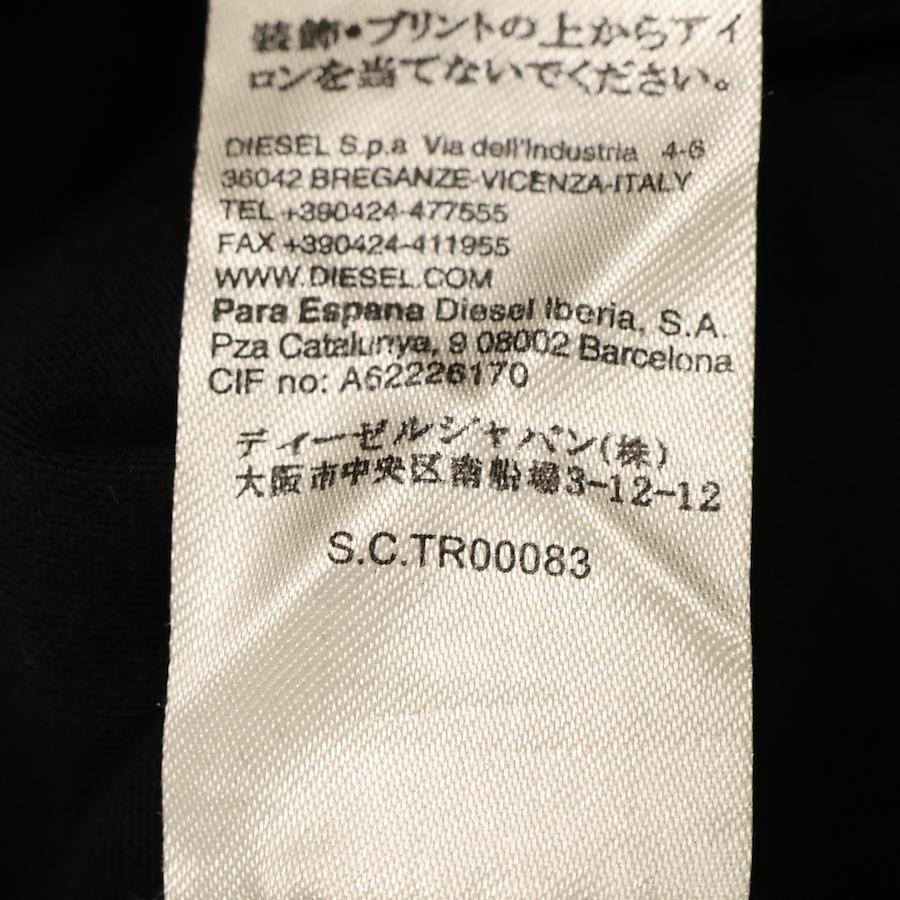 装飾・プリントの上からアイ
ロンを当てないでください。
DIESEL S.p.a Via dell'Industria 4-6
36042 BREGANZE-VICENZA-ITALY
TEL +390424-477555
FAX +390424-411955
WWW.DIESEL.COM
Para Espana Diesel Iberia, S.A.
Pza Catalunya, 9 08002 Barcelona
CIF no: A62226170
ディーゼルジャパン(株)
大阪市中央区南船場3-12-12
S.C.TR00083